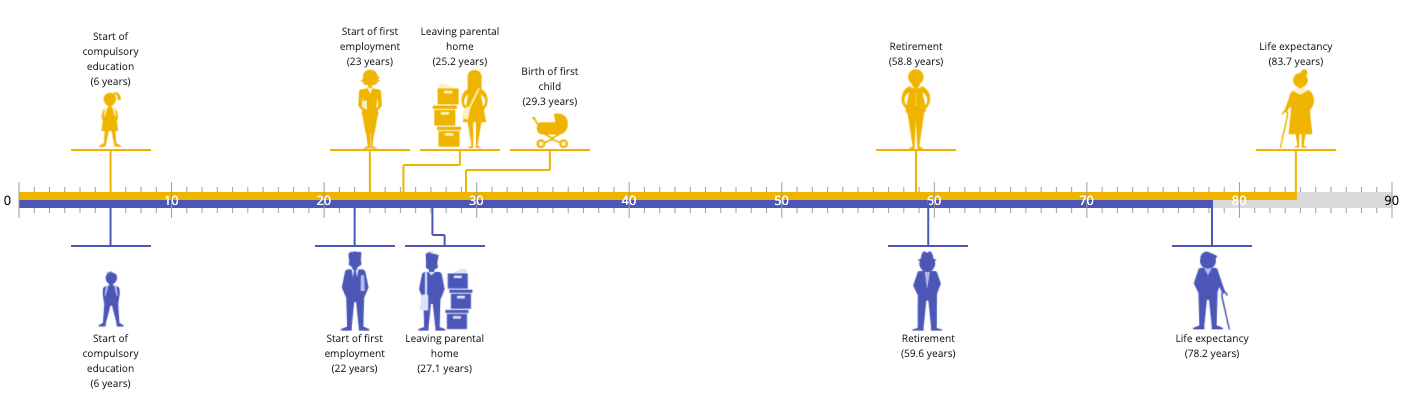 Start of
compulsory
education
(6 years)
Start of first
employment
(23 years)
Leaving parental
home
(25.2 years)
Birth of first
child
(29.3 years)
Retirement
(58.8 years)
Life expectancy
(83.7 years)
0 10 20 30 40 50 60 70 80 90
Start of
compulsory
education
(6 years)
Start of first
employment
(22 years)
Leaving parental
home
(27.1 years)
Retirement
(59.6 years)
Life expectancy
(78.2 years)